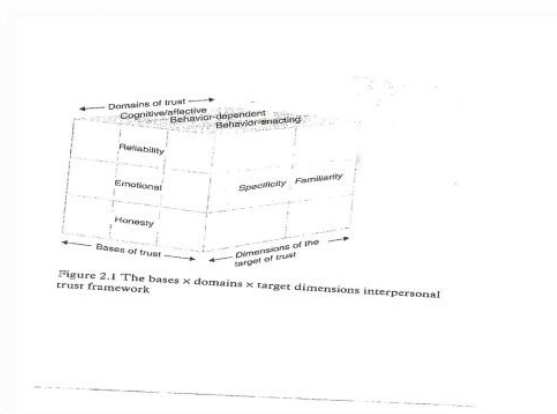 Domains of trust
Cognitive/affective
Behavior-dependent
Behavior-enacting
Reliability
Emotional
Specificity Familiarity
Honesty
Bases of trust
Dimensions of the
target of trust
Figure 2.1 The bases × domains × target dimensions interpersonal
trust framework